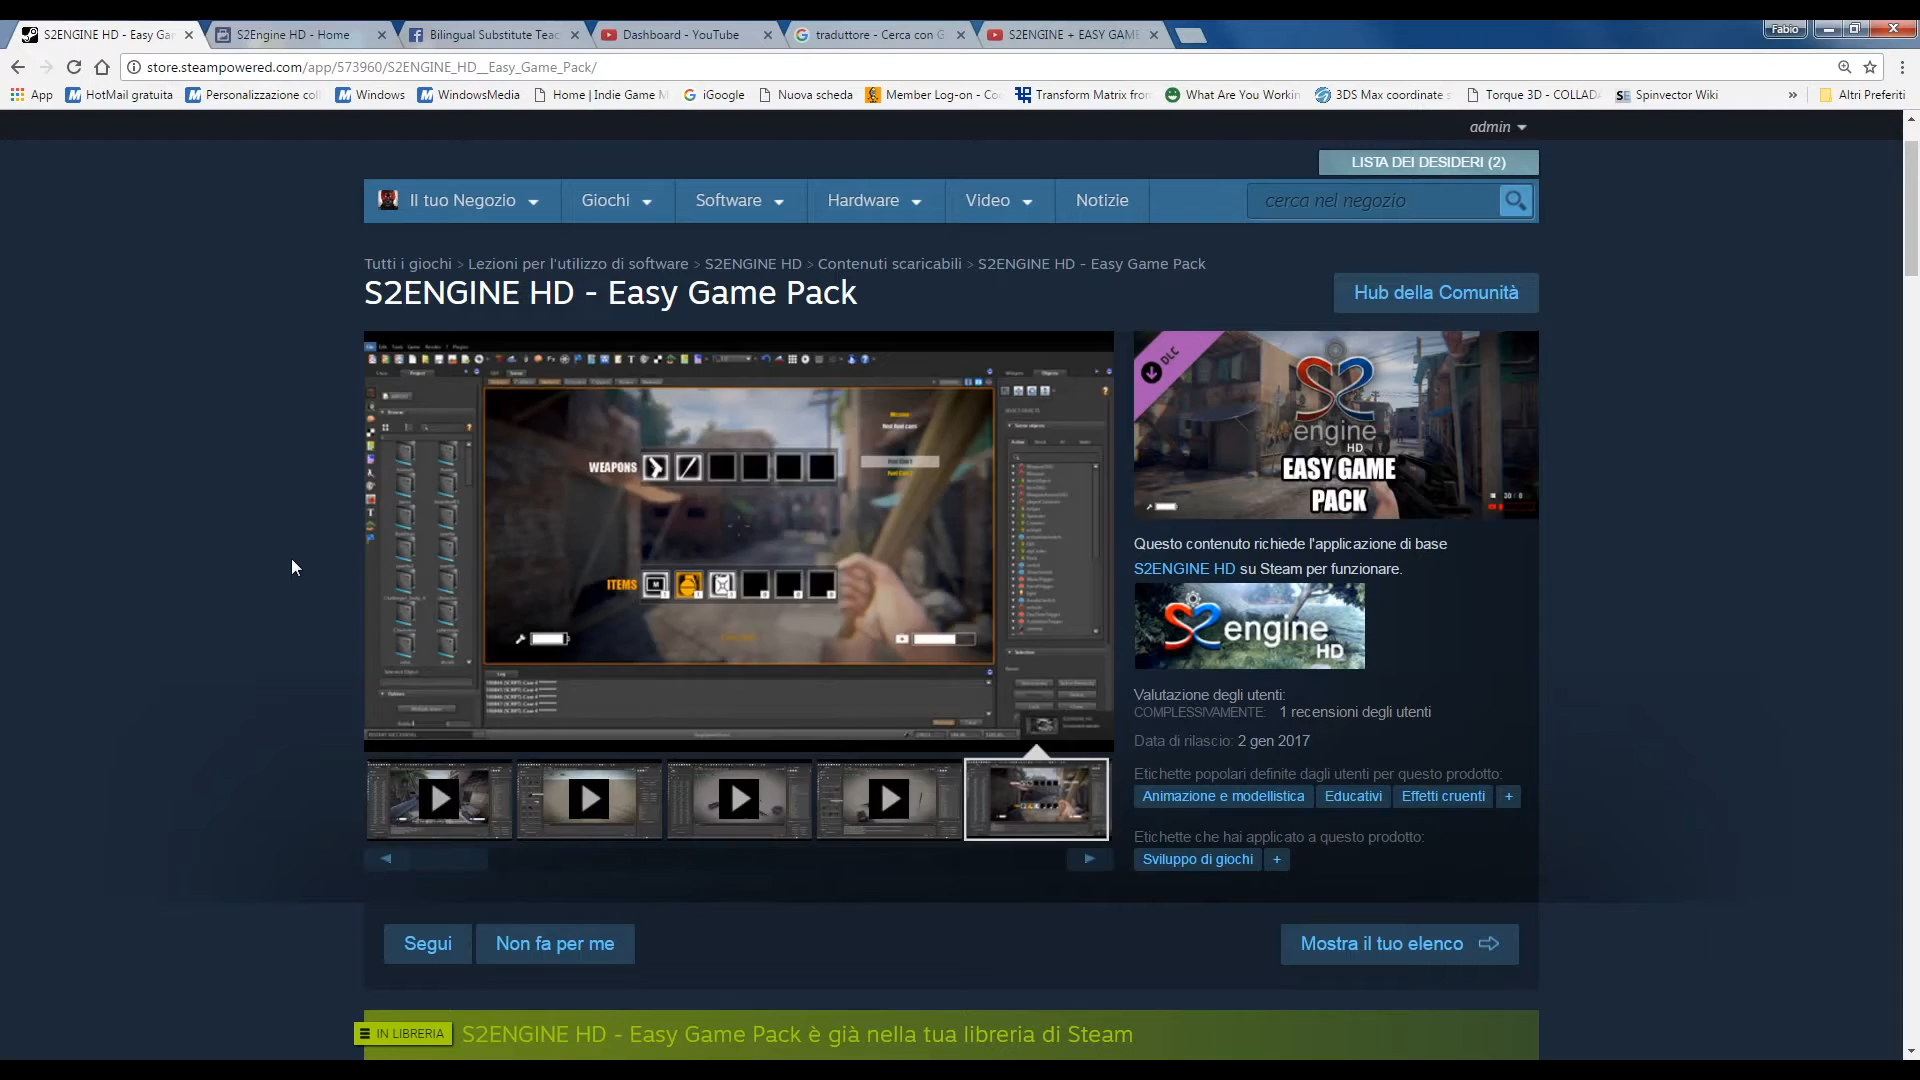 S2ENGINE HD - Easy Gar
S2Engine HD - Home
Bilingual Substitute Teac
Dashboard - YouTube
traduttore - Cerca con G
S2ENGINE + EASY GAME
Fabio
store.steampowered.com/app/573960/S2ENGINE_HD__Easy_Game_Pack/
App
HotMail gratuita
Personalizzazione col
Windows
WindowsMedia
Home | Indie Game M
iGoogle
Nuova scheda
Member Log-on - Co
Transform Matrix from
What Are You Workin
3DS Max coordinate s
Torque 3D - COLLADA
Spinvector Wiki
»
Altri Preferiti
admin
LISTA DEI DESIDERI (2)
Il tuo Negozio
Giochi
Software
Hardware
Video
Notizie
cerca nel negozio
Tutti i giochi > Lezioni per l'utilizzo di software > S2ENGINE HD > Contenuti scaricabili > S2ENGINE HD - Easy Game Pack
S2ENGINE HD - Easy Game Pack
Hub della Comunità
WEAPONS
ITEMS
DLC
engine
HD
EASY GAME
PACK
30 / 0
Questo contenuto richiede l'applicazione di base
S2ENGINE HD su Steam per funzionare.
engine
HD
Valutazione degli utenti:
COMPLESSIVAMENTE: 1 recensioni degli utenti
Data di rilascio: 2 gen 2017
Etichette popolari definite dagli utenti per questo prodotto:
Animazione e modellistica
Educativi
Effetti cruenti
+
Etichette che hai applicato a questo prodotto:
Sviluppo di giochi
+
Segui
Non fa per me
Mostra il tuo elenco
IN LIBRERIA
S2ENGINE HD - Easy Game Pack è già nella tua libreria di Steam